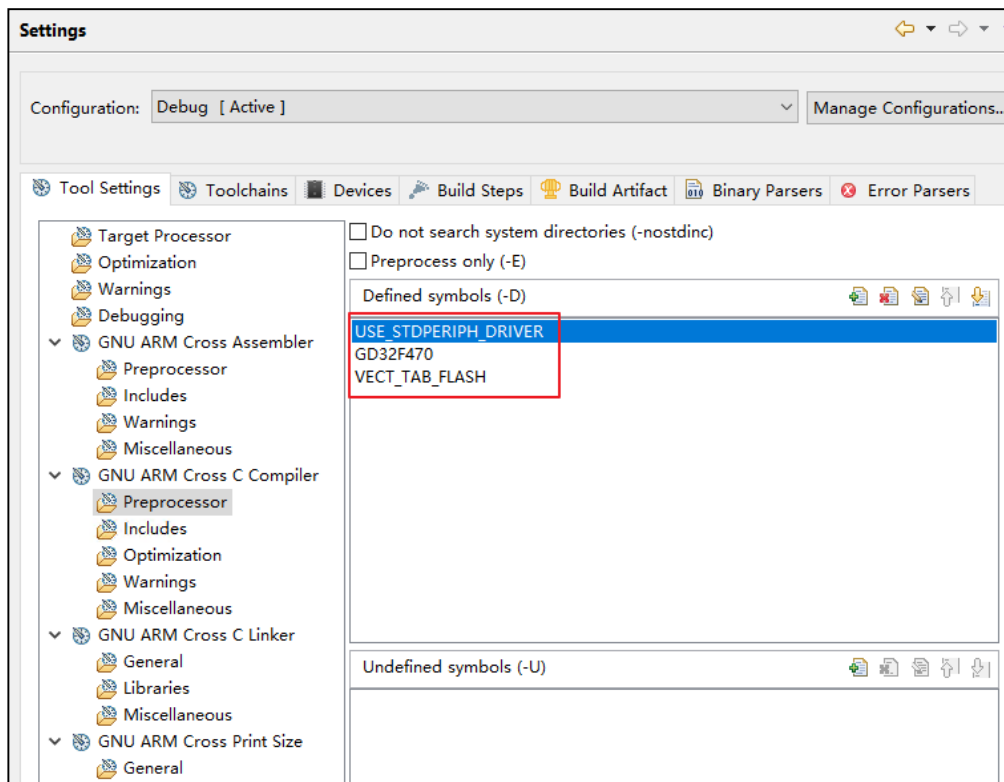 Settings
Configuration: Debug [ Active ] Manage Configurations...
Tool Settings Toolchains Devices Build Steps Build Artifact Binary Parsers Error Parsers
Target Processor
Optimization
Warnings
Debugging
GNU ARM Cross Assembler
Preprocessor
Includes
Warnings
Miscellaneous
GNU ARM Cross C Compiler
Preprocessor
Includes
Optimization
Warnings
Miscellaneous
GNU ARM Cross C Linker
General
Libraries
Miscellaneous
GNU ARM Cross Print Size
General
Do not search system directories (-nostdinc)
Preprocess only (-E)
Defined symbols (-D)
USE_STDPERIPH_DRIVER
GD32F470
VECT_TAB_FLASH
Undefined symbols (-U)